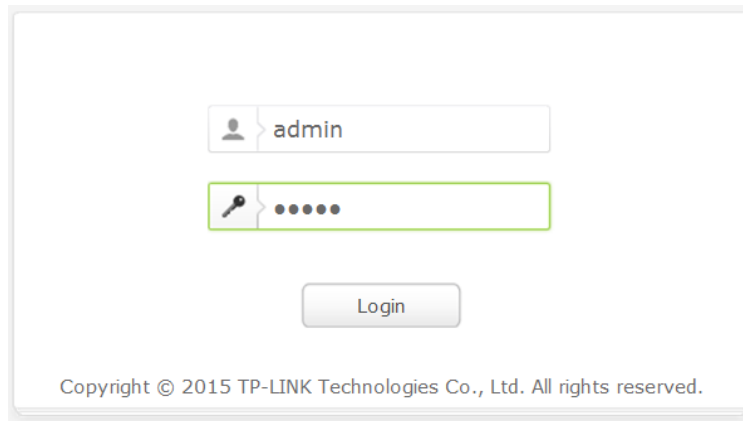 admin
●●●●●
Login
Copyright © 2015 TP-LINK Technologies Co., Ltd. All rights reserved.